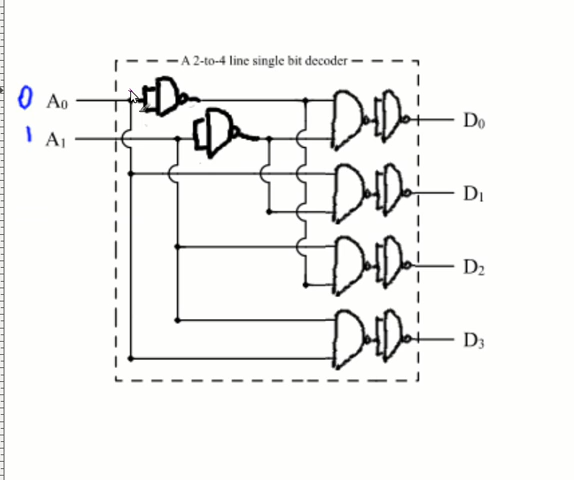 A 2-to-4 line single bit decoder
0 A₀
1 A₁
D₀
D₁
D₂
D₃